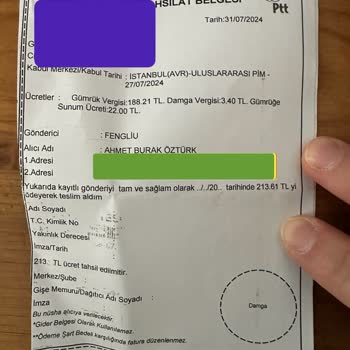 HSİLAT BELGESİ
Ptt
Tarih:31/07/2024
G
C
Kabul Merkezi/Kabul Tarihi : ISTANBUL(AVR)-ULUSLARARASI PİM -
27/07/2024
Ücretler : Gümrük Vergisi:188.21 TL. Damga Vergisi:3.40 TL. Gümrüğe
Sunum Ücreti:22.00 TL.
Gönderici : FENGLIU
Alıcı Adı : AHMET BURAK ÖZTÜRK
1.Adresi
2.Adresi
Yukarıda kayıtlı gönderiyi tam ve sağlam olarak ../../20.. tarihinde 213.61 TL yi
ödeyerek teslim aldım
Adı Soyadı
T.C. Kimlik No
Yakınlık Derecesi
İmza/Tarih
213. TL ücret tahsil edilmiştir.
Merkez/Şube :
Gişe Memuru/Dağıtıcı Adı Soyadı :
İmza
Damga
Bu nüsha alıcıya verilecektir.
*Gider Belgesi Olarak Kullanılamaz.
**Ödeme Şart Bedeli karşılığında fatura düzenlenmez.